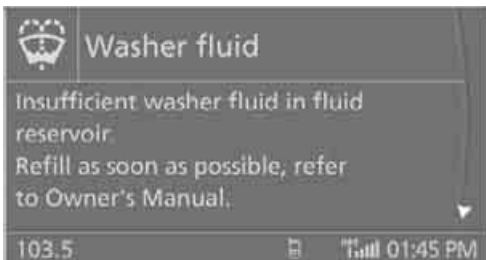 Washer fluid
Insufficient washer fluid in fluid
reservoir.
Refill as soon as possible, refer
to Owner's Manual.
103.5 01:45 PM